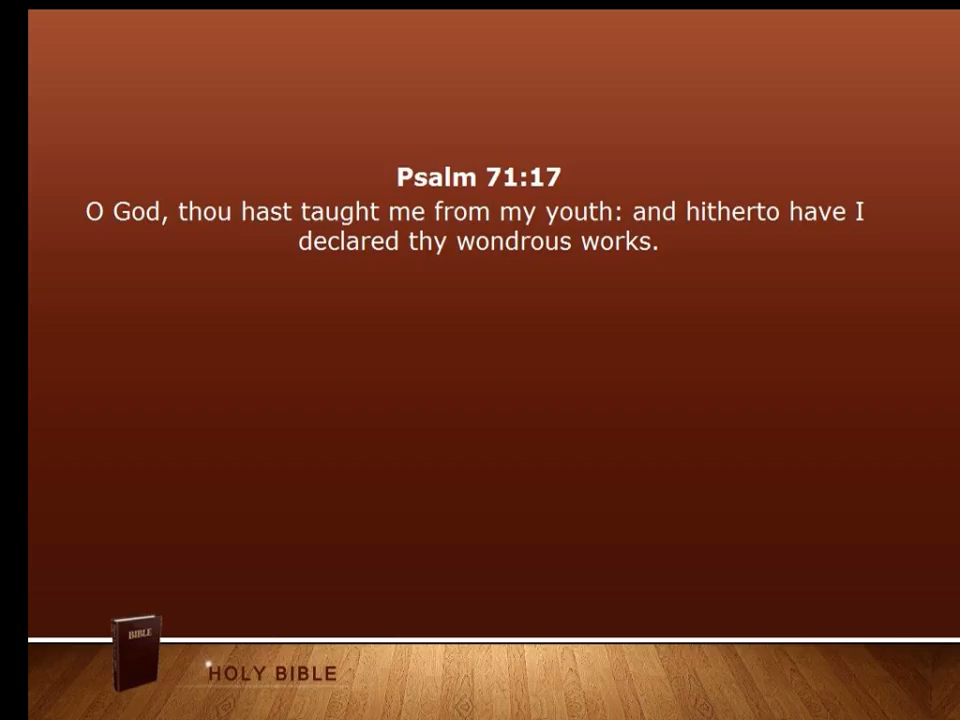 Psalm 71:17
O God, thou hast taught me from my youth: and hitherto have I
declared thy wondrous works.
BIBLE
HOLY BIBLE